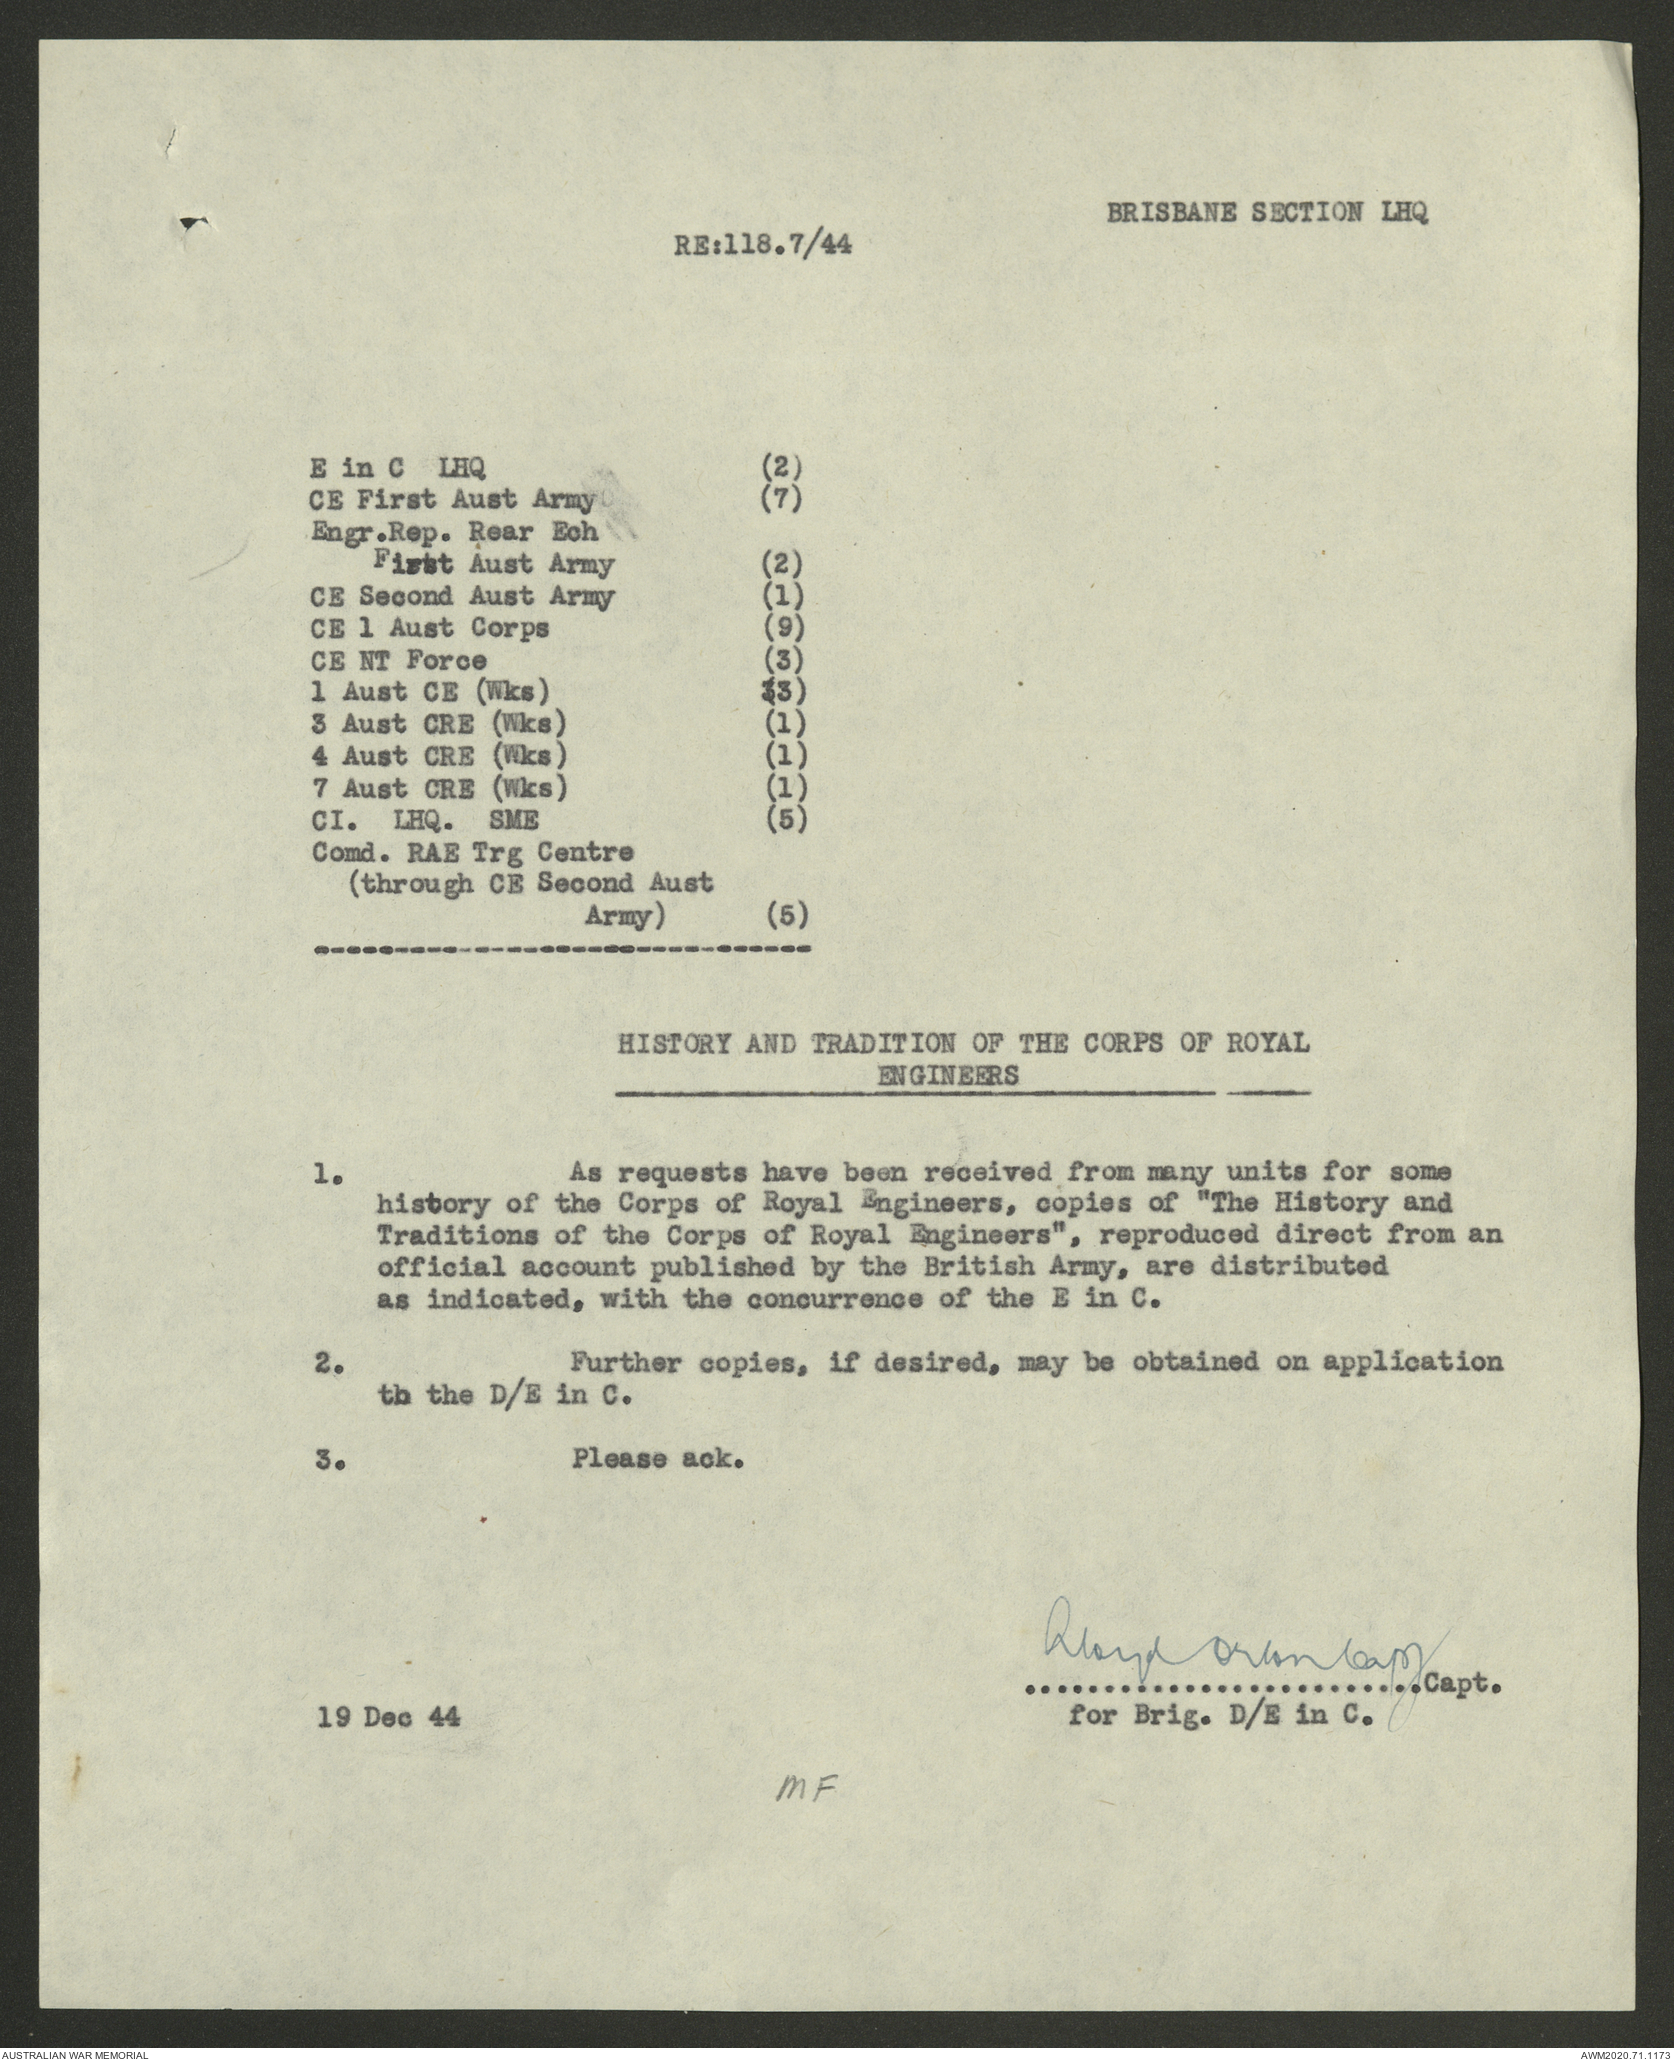 BRISBANE SECTION LHQ
RE:118.7/44
E in C LHQ (2)
CE First Aust Army (7)
Engr.Rep. Rear Ech
First Aust Army (2)
CE Second Aust Army (1)
CE 1 Aust Corps (9)
CE NT Force (3)
1 Aust CE (Wks) (3)
3 Aust CRE (Wks) (1)
4 Aust CRE (Wks) (1)
7 Aust CRE (Wks) (1)
CI. LHQ. SME (5)
Comd. RAE Trg Centre
(through CE Second Aust
Army) (5)
HISTORY AND TRADITION OF THE CORPS OF ROYAL
ENGINEERS
1. As requests have been received from many units for some
history of the Corps of Royal Engineers, copies of "The History and
Traditions of the Corps of Royal Engineers", reproduced direct from an
official account published by the British Army, are distributed
as indicated, with the concurrence of the E in C.
2. Further copies, if desired, may be obtained on application
to the D/E in C.
3. Please ack.
Lloyd Capt
..........................Capt.
19 Dec 44 for Brig. D/E in C.
MF
AUSTRALIAN WAR MEMORIAL AWM2020.71.1173